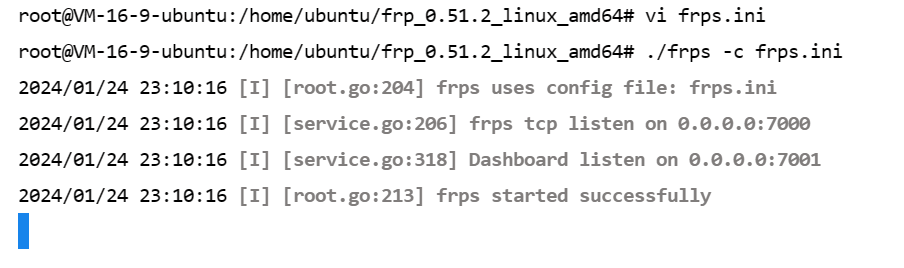 root@VM-16-9-ubuntu:/home/ubuntu/frp_0.51.2_linux_amd64# vi frps.ini
root@VM-16-9-ubuntu:/home/ubuntu/frp_0.51.2_linux_amd64# ./frps -c frps.ini
2024/01/24 23:10:16 [I] [root.go:204] frps uses config file: frps.ini
2024/01/24 23:10:16 [I] [service.go:206] frps tcp listen on 0.0.0.0:7000
2024/01/24 23:10:16 [I] [service.go:318] Dashboard listen on 0.0.0.0:7001
2024/01/24 23:10:16 [I] [root.go:213] frps started successfully